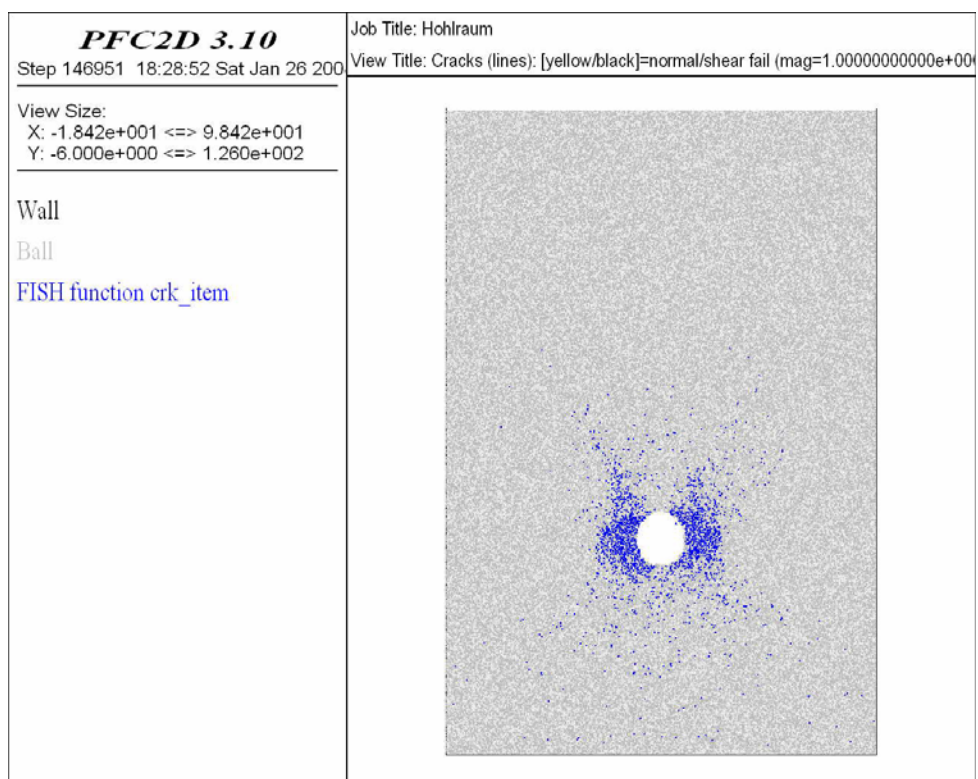 PFC2D 3.10
Step 146951 18:28:52 Sat Jan 26 200
View Size:
X: -1.842e+001 <=> 9.842e+001
Y: -6.000e+000 <=> 1.260e+002
Wall
Ball
FISH function crk_item
Job Title: Hohlraum
View Title: Cracks (lines): [yellow/black]=normal/shear fail (mag=1.00000000000e+00